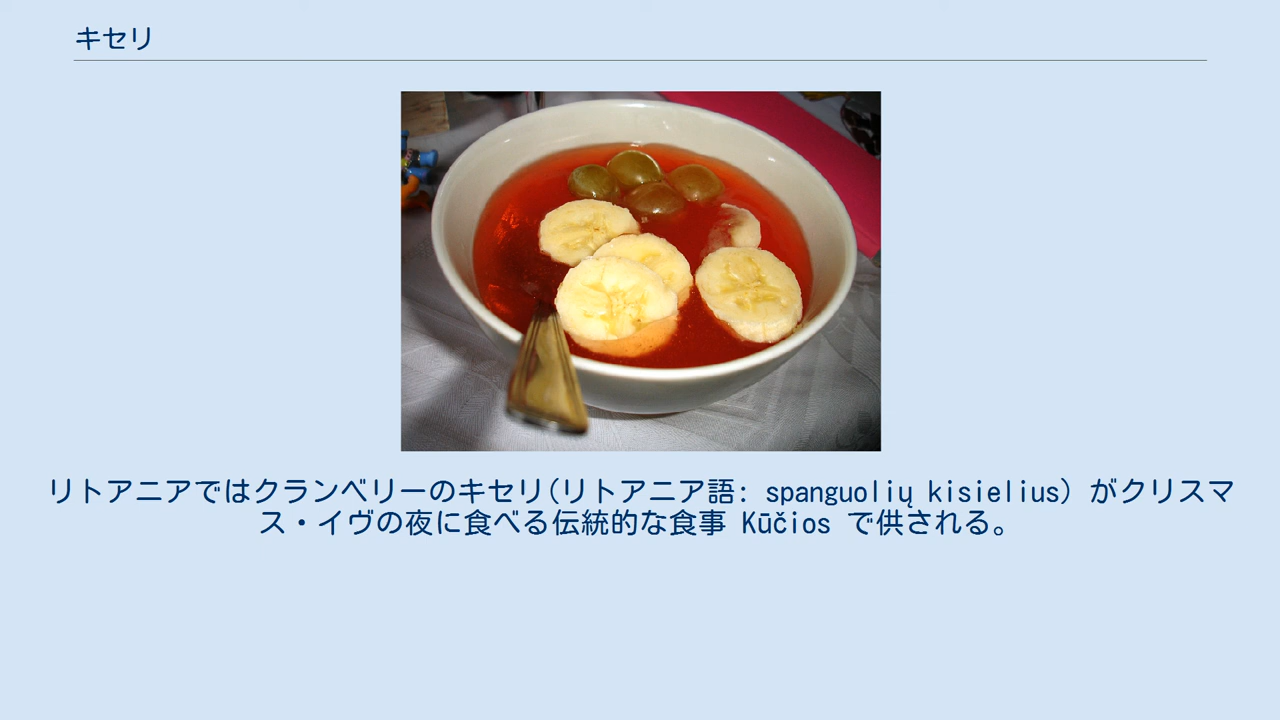 キセリ
リトアニアではクランベリーのキセリ(リトアニア語: spanguolių kisielius) がクリスマ
ス・イヴの夜に食べる伝統的な食事 Kūčios で供される。